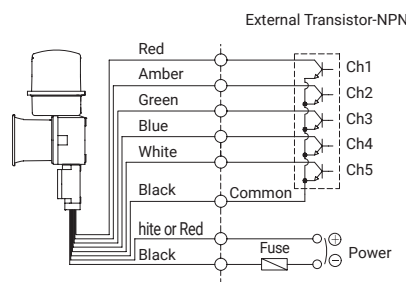 External Transistor-NPN
Red
Ch1
Amber
Ch2
Green
Ch3
Blue
Ch4
White
Ch5
Black
Common
hite or Red
Fuse
⊕
Power
Black
⊖